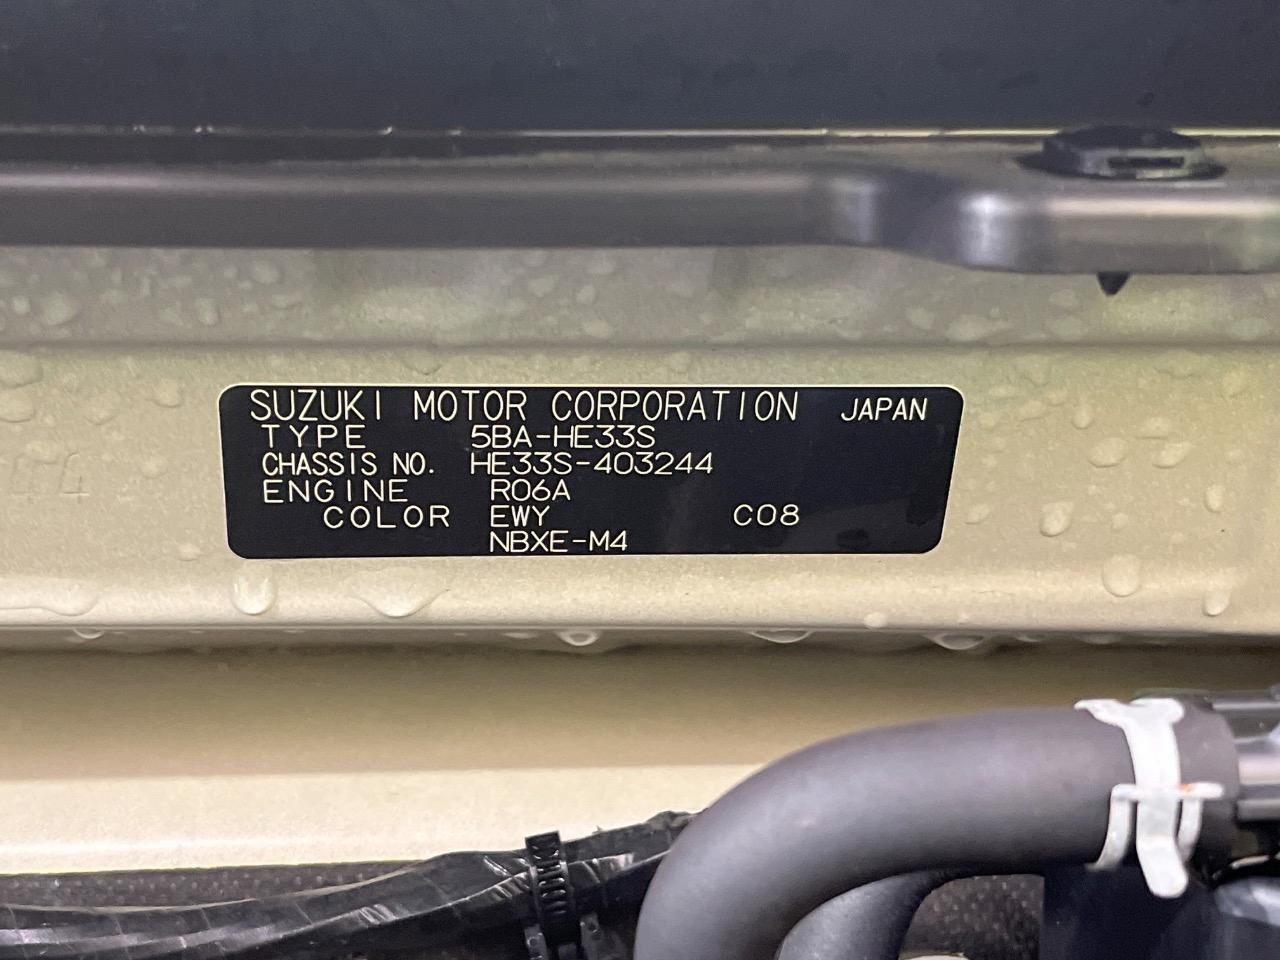 SUZUKI MOTOR CORPORATION JAPAN
TYPE 5BA-HE33S
CHASSIS NO. HE33S-403244
ENGINE R06A
COLOR EWY C08
NBXE-M4